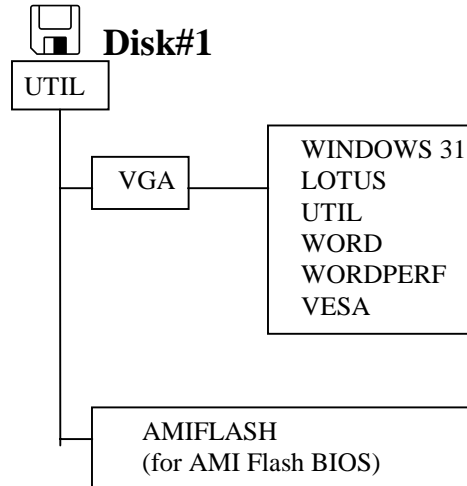 Disk#1
UTIL
VGA
WINDOWS 31
LOTUS
UTIL
WORD
WORDPERF
VESA
AMIFLASH
(for AMI Flash BIOS)